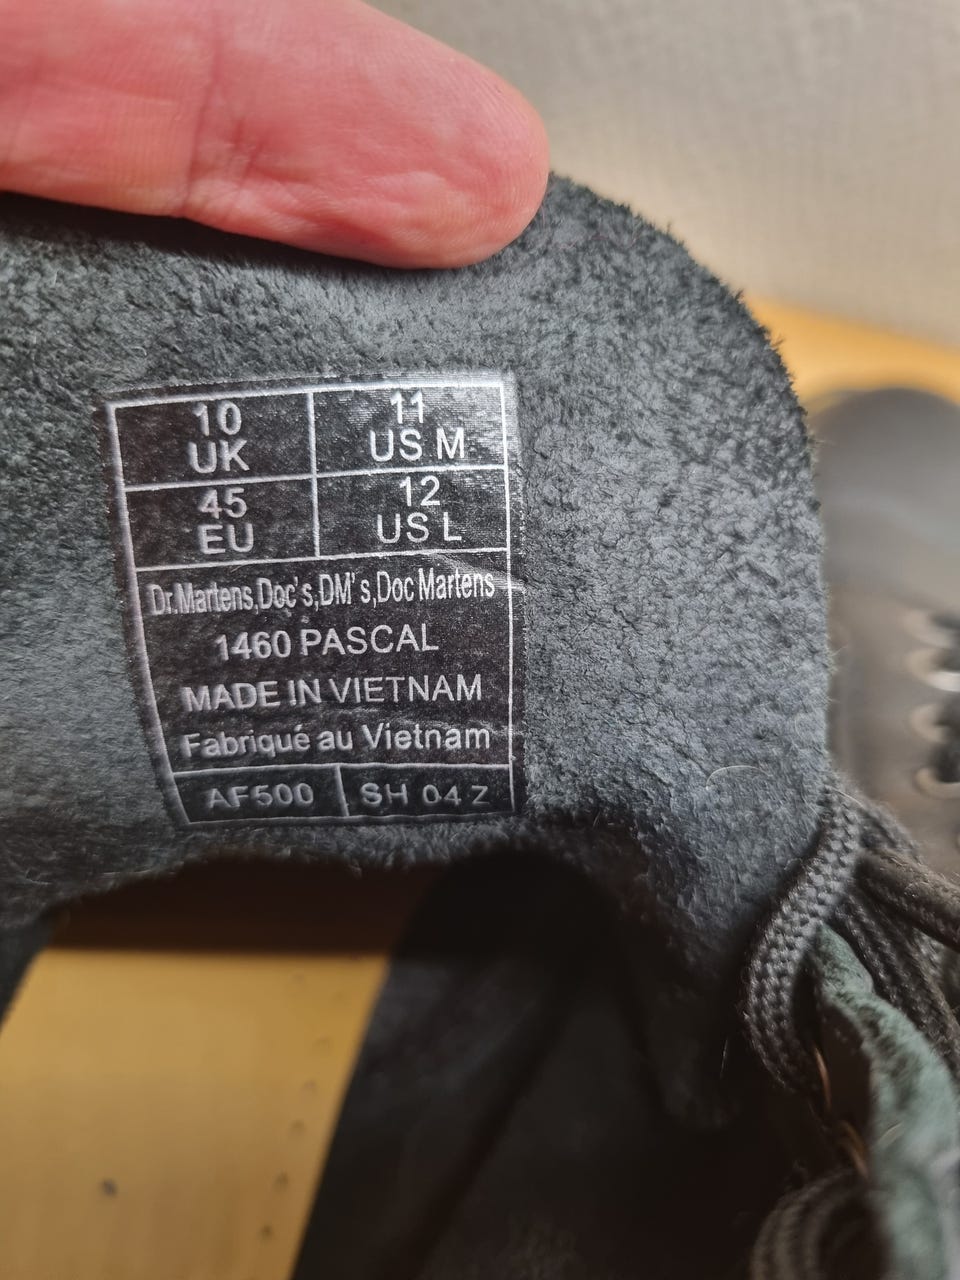 10 UK
11 US M
45 EU
12 US L
Dr.Martens,Doc's,DM's,Doc Martens
1460 PASCAL
MADE IN VIETNAM
Fabriqué au Vietnam
AF500 SH 04 Z